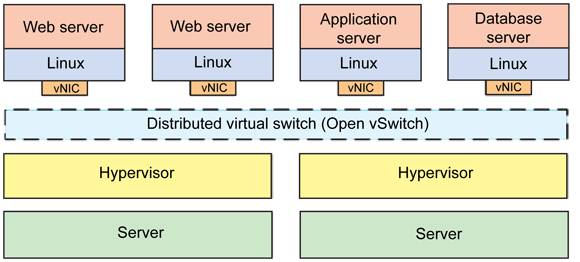 Web server
Web server
Application
server
Database
server
Linux
Linux
Linux
Linux
vNIC
vNIC
vNIC
vNIC
Distributed virtual switch (Open vSwitch)
Hypervisor
Hypervisor
Server
Server